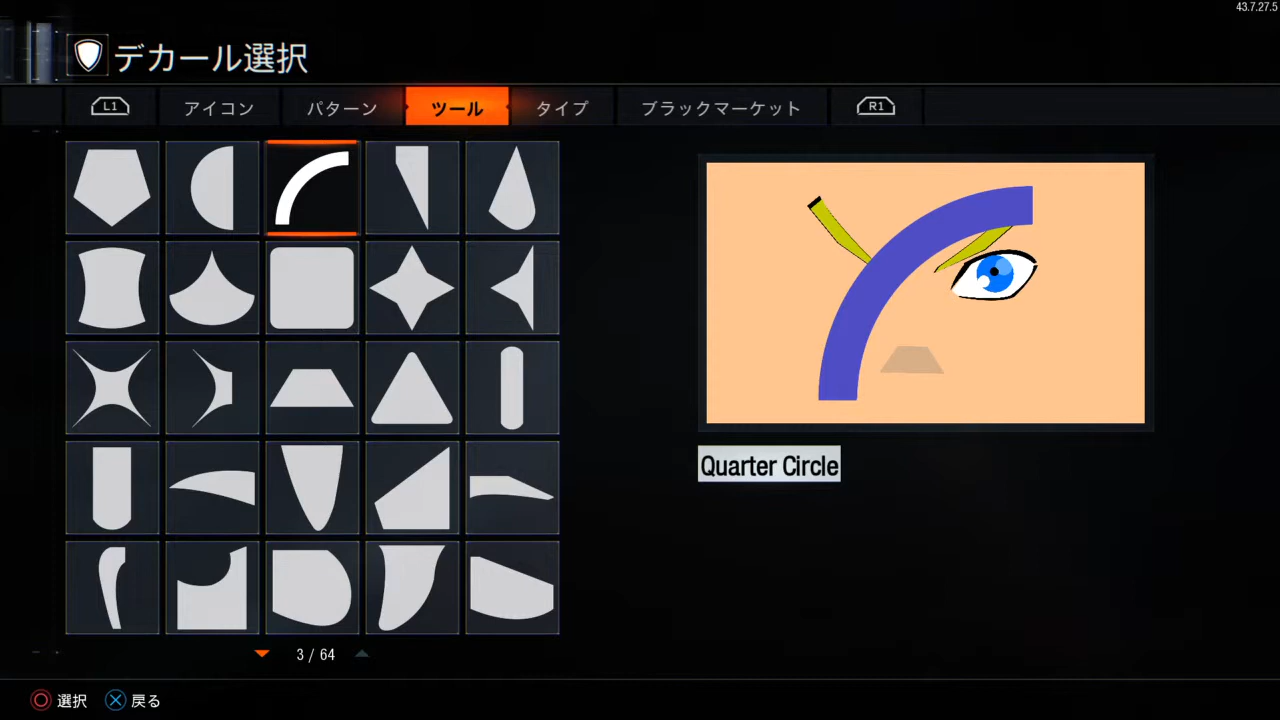 43.7.27.5
デカール選択
L1 アイコン パターン ツール タイプ ブラックマーケット R1
Quarter Circle
3 / 64
選択 戻る